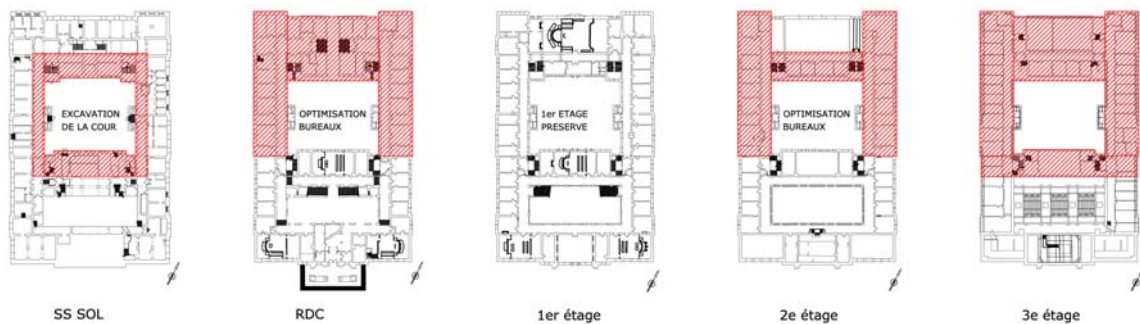 EXCAVATION
DE LA COUR
OPTIMISATION
BUREAUX
1er ETAGE
PRESERVE
OPTIMISATION
BUREAUX
SS SOL
RDC
1er étage
2e étage
3e étage